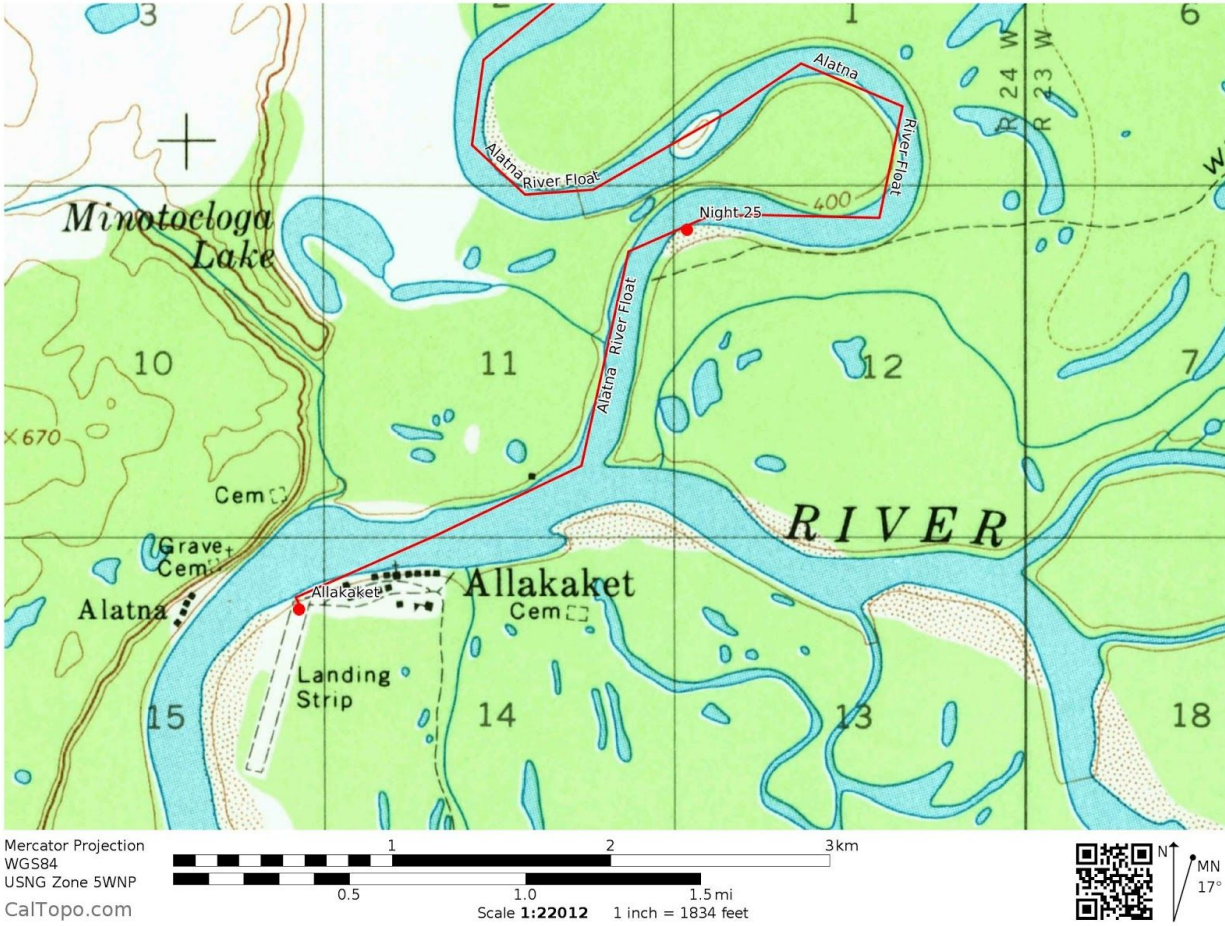 3
2
1
6
Alatna
R 24 W
R 23 W
River Float
Alatna
River Float
400
Night 25
Minotocloga
Lake
River Float
Alatna
10
11
12
7
×670
Cem
RIVER
Grave
Cem
Allakaket
Allakaket
Alatna
Cem
Landing
Strip
15
14
13
18
Mercator Projection
WGS84
USNG Zone 5WNP
CalTopo.com
1 2 3km
0.5 1.0 1.5 mi
Scale 1:22012 1 inch = 1834 feet
N
MN
17°